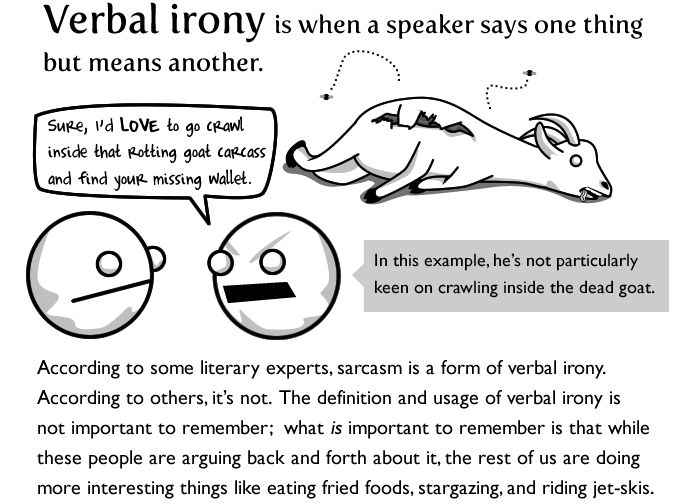 Verbal irony is when a speaker says one thing
but means another.
Sure, I'd LOVE to go crawl
inside that rotting goat carcass
and find your missing wallet.
In this example, he's not particularly
keen on crawling inside the dead goat.
According to some literary experts, sarcasm is a form of verbal irony.
According to others, it's not. The definition and usage of verbal irony is
not important to remember; what is important to remember is that while
these people are arguing back and forth about it, the rest of us are doing
more interesting things like eating fried foods, stargazing, and riding jet-skis.